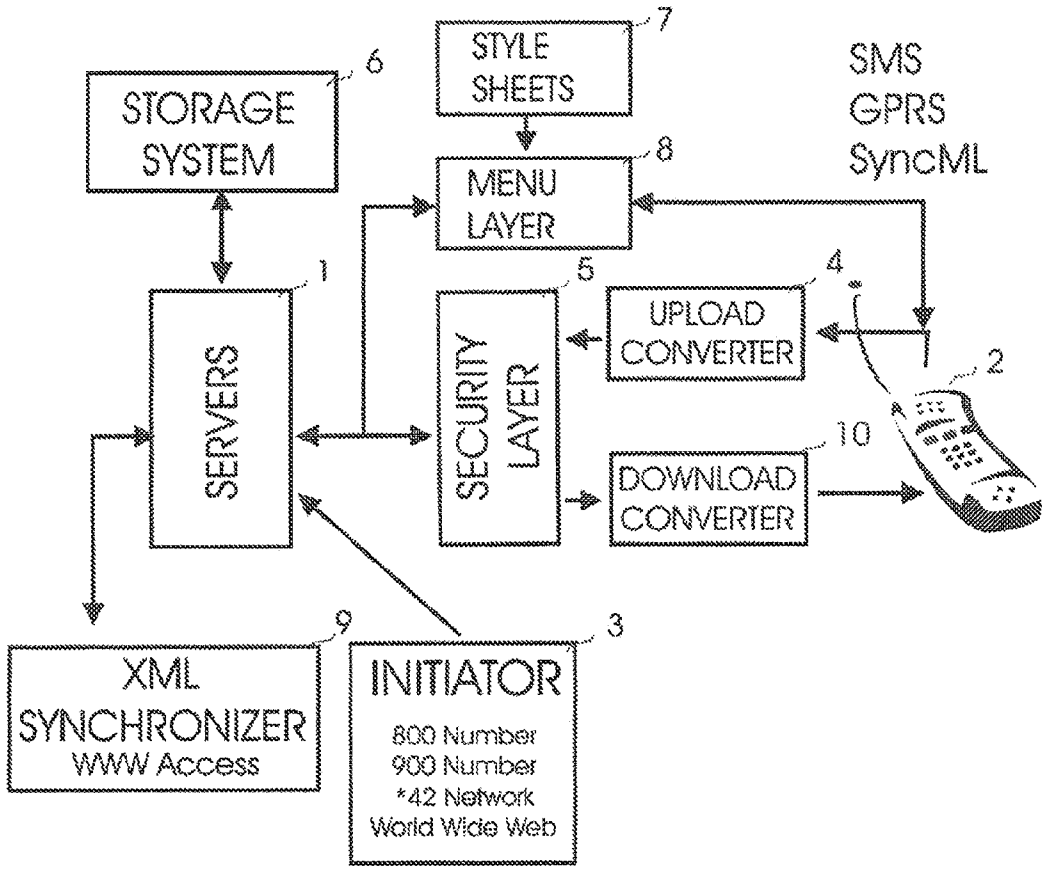 7
STYLE
SHEETS
6
STORAGE
SYSTEM
SMS
GPRS
SyncML
8
MENU
LAYER
1
SERVERS
5
SECURITY
LAYER
4
UPLOAD
CONVERTER
2
10
DOWNLOAD
CONVERTER
9
XML
SYNCHRONIZER
WWW Access
3
INITIATOR
800 Number
900 Number
*42 Network
World Wide Web